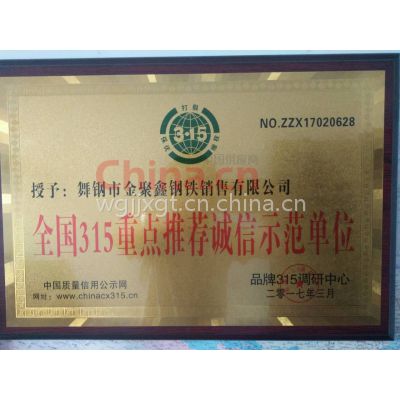 打假
3·15
维权
NO.ZZX17020628
China.cn
授予：舞钢市金聚鑫钢铁销售有限公司
wgjjxgt.cn.china.cn
全国315重点推荐诚信示范单位
中国质量信用公示网
网址：www.chinacx315.cn
品牌315调研中心
二零一七年三月